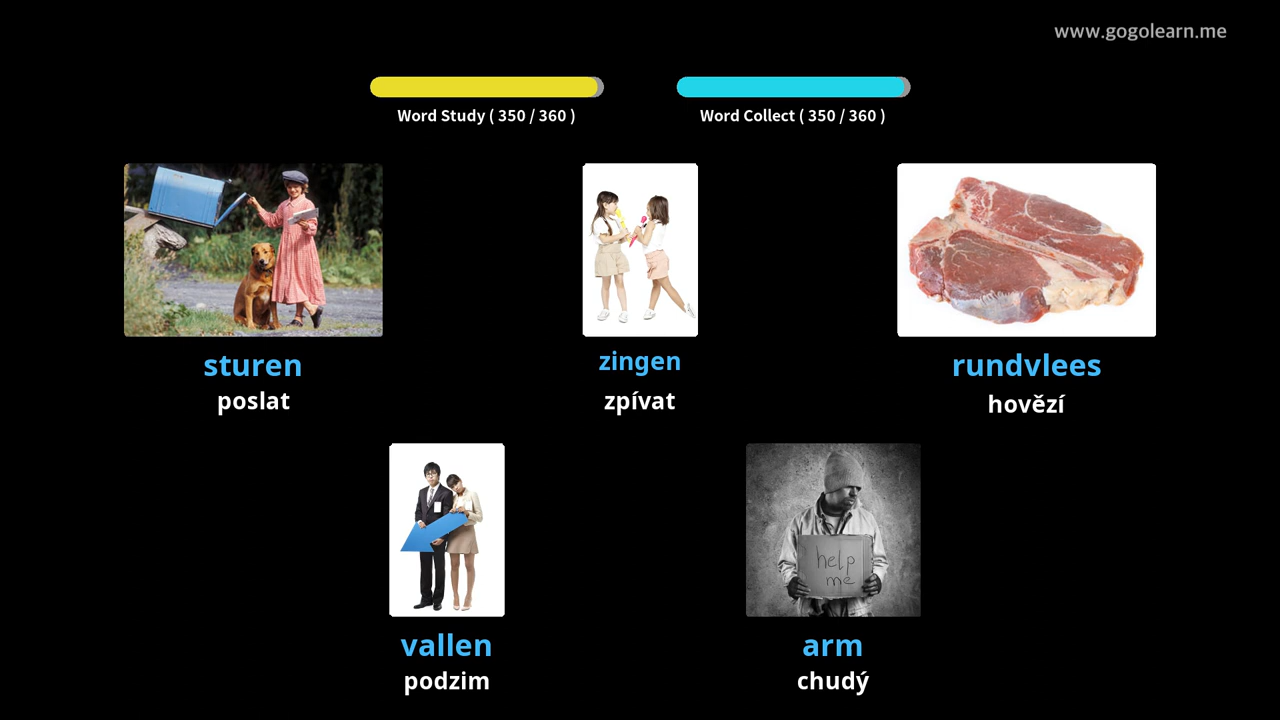 www.gogolearn.me
Word Study ( 350 / 360 )
Word Collect ( 350 / 360 )
sturen
poslat
zingen
zpívat
rundvlees
hovězí
help
me
vallen
podzim
arm
chudý